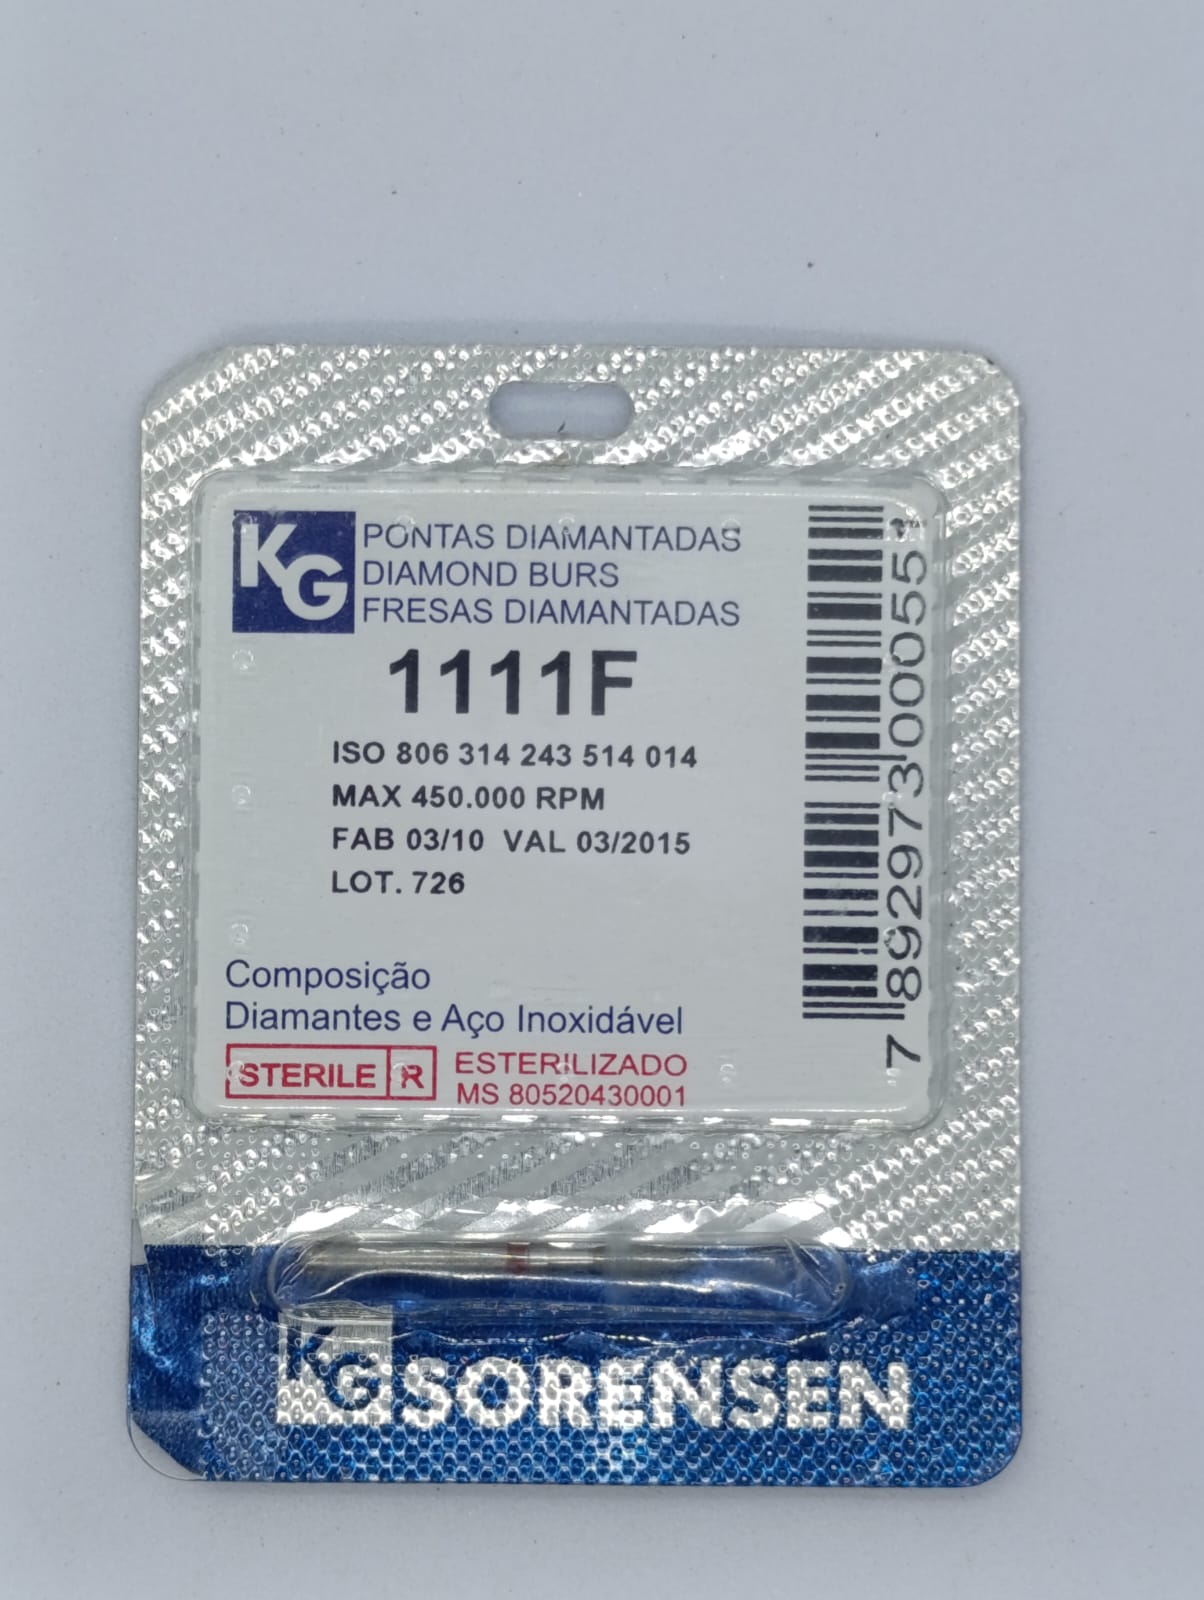 KG
PONTAS DIAMANTADAS
DIAMOND BURS
FRESAS DIAMANTADAS
1111F
ISO 806 314 243 514 014
MAX 450.000 RPM
FAB 03/10 VAL 03/2015
LOT. 726
Composição
Diamantes e Aço Inoxidável
STERILE R
ESTERILIZADO
MS 80520430001
7 892973 000551
KG SORENSEN